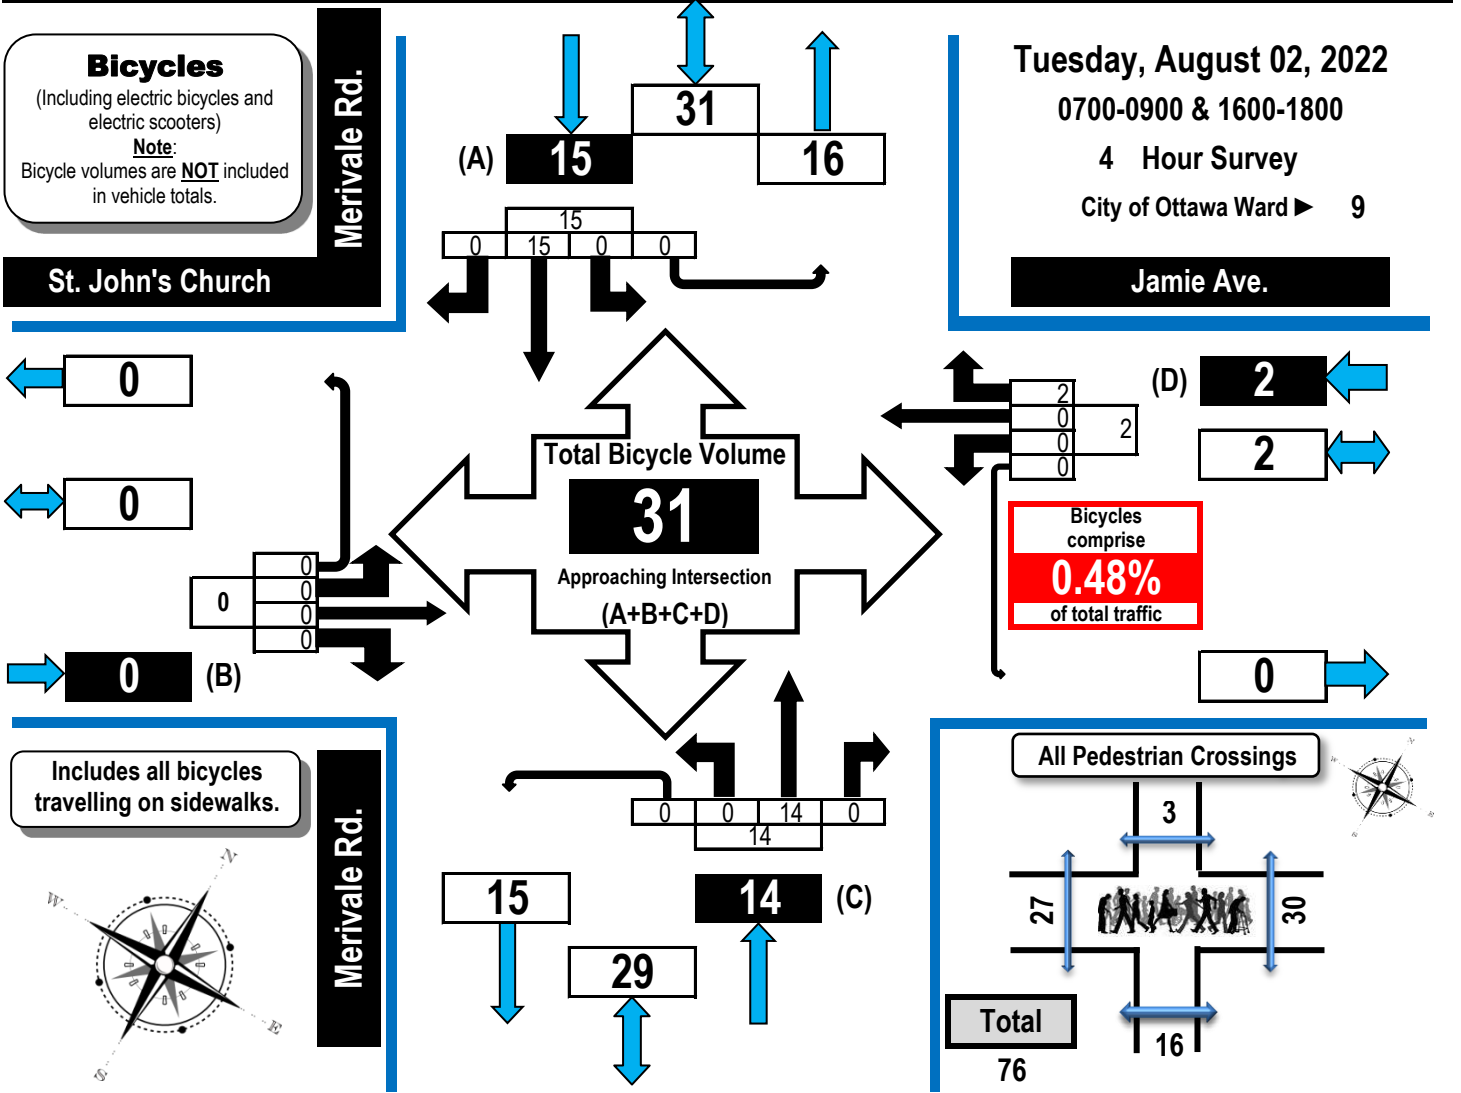 Bicycles
(Including electric bicycles and
electric scooters)
Note:
Bicycle volumes are NOT included
in vehicle totals.
Merivale Rd.
St. John's Church
31
(A)
15
16
15
0 15 0 0
Tuesday, August 02, 2022
0700-0900 & 1600-1800
4 Hour Survey
City of Ottawa Ward ► 9
Jamie Ave.
0
0
0
0
0
0
0
0
(B)
Total Bicycle Volume
31
Approaching Intersection
(A+B+C+D)
2
0
0
0
2
(D)
2
2
Bicycles
comprise
0.48%
of total traffic
0
Includes all bicycles
travelling on sidewalks.
Merivale Rd.
N
W
E
S
0 0 14 0
14
15
14
(C)
29
All Pedestrian Crossings
N
W
E
S
3
27
30
16
Total
76